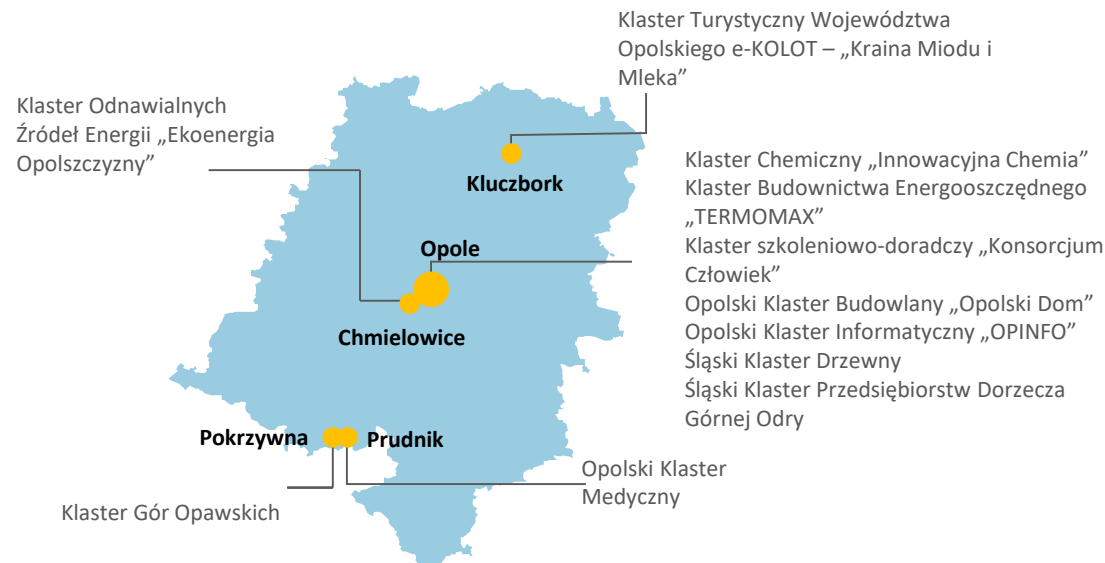 Klaster Turystyczny Województwa
Opolskiego e-KOLOT – „Kraina Miodu i
Mleka”
Klaster Odnawialnych
Źródeł Energii „Ekoenergia
Opolszczyzny”
Kluczbork
Klaster Chemiczny „Innowacyjna Chemia”
Klaster Budownictwa Energooszczędnego
„TERMOMAX”
Klaster szkoleniowo-doradczy „Konsorcjum
Człowiek”
Opolski Klaster Budowlany „Opolski Dom”
Opolski Klaster Informatyczny „OPINFO”
Śląski Klaster Drzewny
Śląski Klaster Przedsiębiorstw Dorzecza
Górnej Odry
Opole
Chmielowice
Pokrzywna
Prudnik
Opolski Klaster
Medyczny
Klaster Gór Opawskich